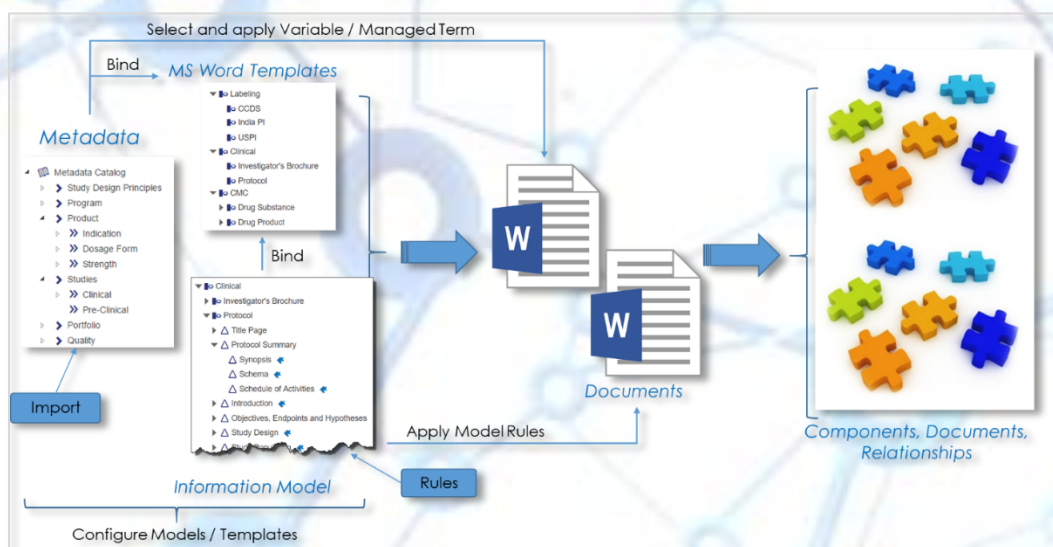 Select and apply Variable / Managed Term
Bind
MS Word Templates
Labeling
CCDS
India PI
USPI
Clinical
Investigator's Brochure
Protocol
CMC
Drug Substance
Drug Product
Metadata
Metadata Catalog
Study Design Principles
Program
Product
Indication
Dosage Form
Strength
Studies
Clinical
Pre-Clinical
Portfolio
Quality
Import
Bind
Clinical
Investigator's Brochure
Protocol
Title Page
Protocol Summary
Synopsis
Schema
Schedule of Activities
Introduction
Objectives, Endpoints and Hypotheses
Study Design
Information Model
Rules
Configure Models / Templates
Apply Model Rules
W
W
Documents
Components, Documents,
Relationships